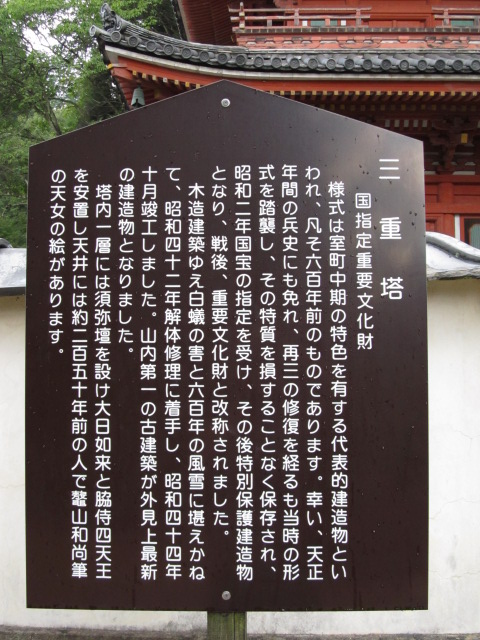 三重塔
国指定重要文化財
様式は室町中期の特色を有する代表的建造物とい
われ、凡そ六百年前のものであります。幸い、天正
年間の兵史にも免れ、再三の修復を経るも当時の形
式を踏襲し、その特質を損することなく保存され、
昭和二年国宝の指定を受け、その後特別保護建造物
となり、戦後、重要文化財と改称されました。
木造建築ゆえ白蟻の害と六百年の風雪に堪えかね
て、昭和四十二年解体修理に着手し、昭和四十四年
十月竣工しました。山内第一の古建築が外見上最新
の建造物となりました。
塔内一層には須弥壇を設け大日如来と脇侍四天王
を安置し天井には約二百五十年前の人で鼇山和尚筆
の天女の絵があります。